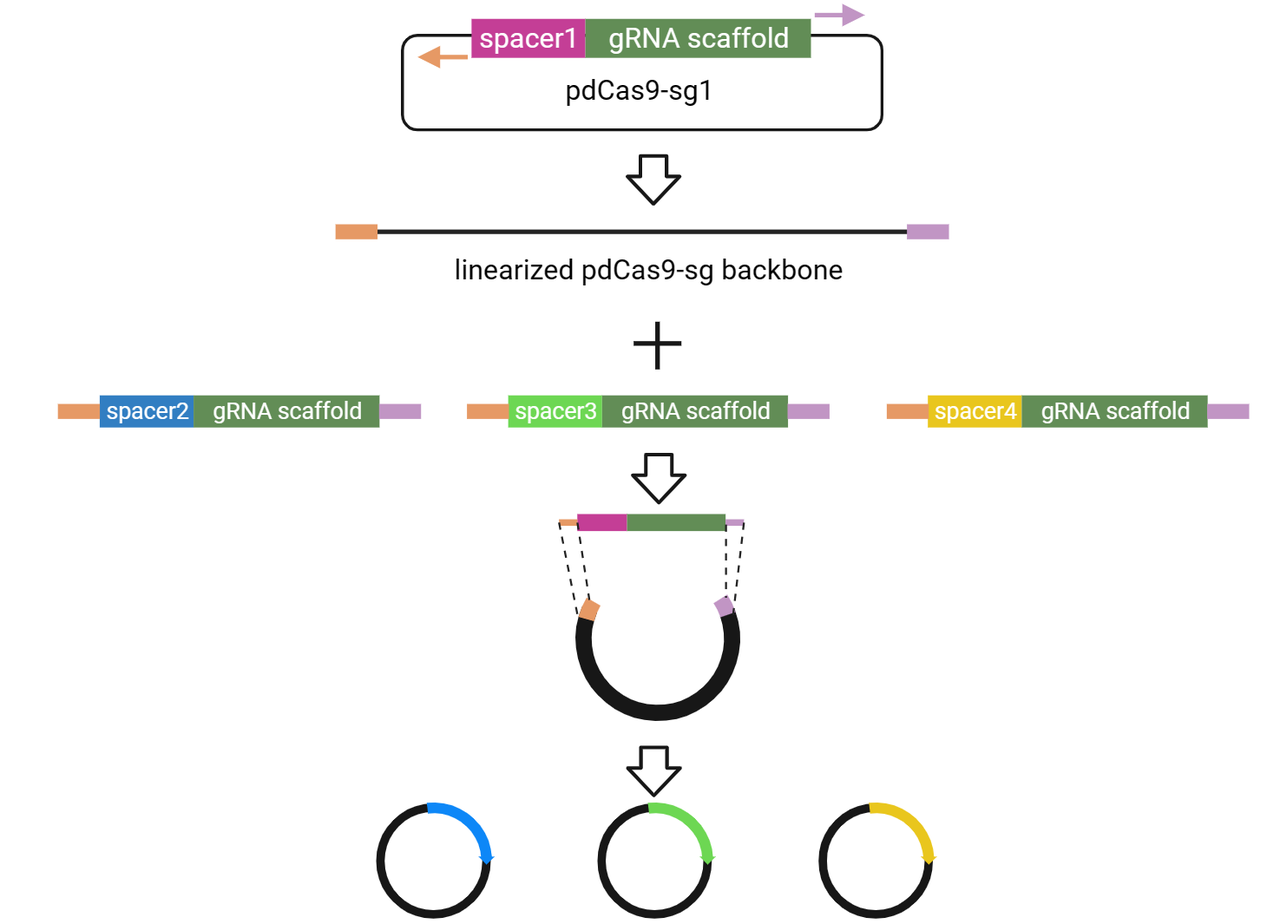 spacer1 gRNA scaffold
pdCas9-sg1
linearized pdCas9-sg backbone
spacer2 gRNA scaffold spacer3 gRNA scaffold spacer4 gRNA scaffold